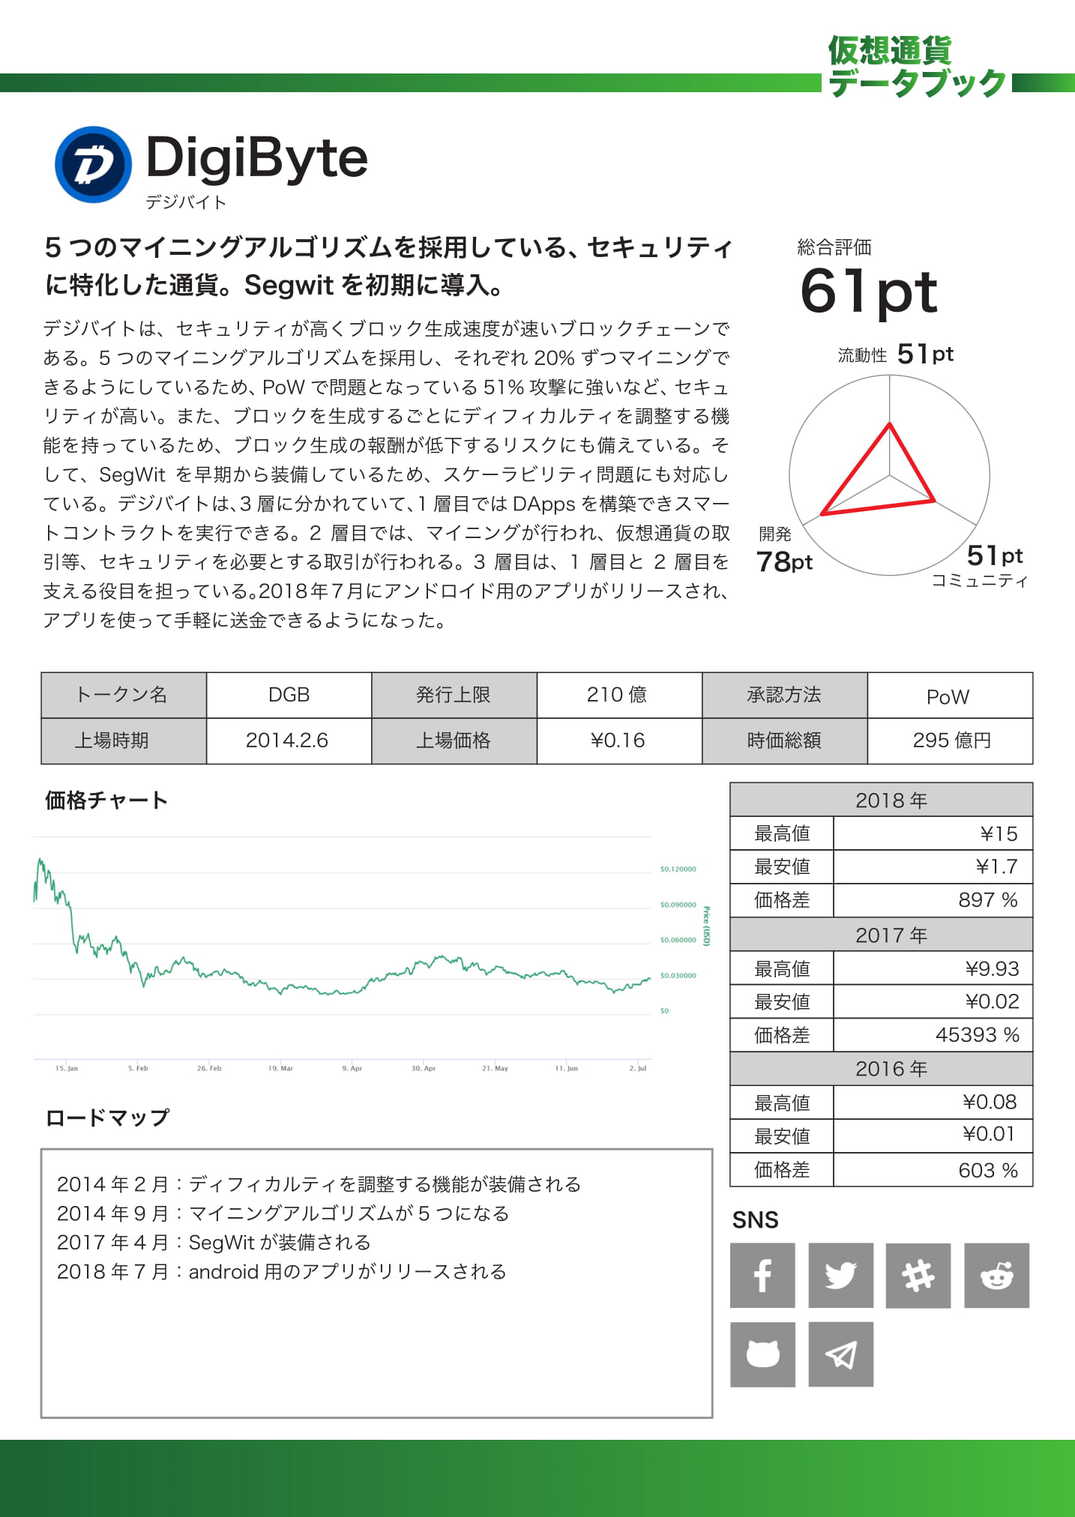 仮想通貨
データブック
DigiByte
デジバイト
5 つのマイニングアルゴリズムを採用している、セキュリティ
に特化した通貨。Segwit を初期に導入。
デジバイトは、セキュリティが高くブロック生成速度が速いブロックチェーンで
ある。5 つのマイニングアルゴリズムを採用し、それぞれ 20% ずつマイニングで
きるようにしているため、PoW で問題となっている 51% 攻撃に強いなど、セキュ
リティが高い。また、ブロックを生成するごとにディフィカルティを調整する機
能を持っているため、ブロック生成の報酬が低下するリスクにも備えている。そ
して、SegWit を早期から装備しているため、スケーラビリティ問題にも対応し
ている。デジバイトは、3 層に分かれていて、1 層目では DApps を構築できスマー
トコントラクトを実行できる。2 層目では、マイニングが行われ、仮想通貨の取
引等、セキュリティを必要とする取引が行われる。3 層目は、1 層目と 2 層目を
支える役目を担っている。2018 年 7 月にアンドロイド用のアプリがリリースされ、
アプリを使って手軽に送金できるようになった。
総合評価
61pt
流動性 51pt
開発
78pt
51pt
コミュニティ
トークン名 DGB 発行上限 210 億 承認方法 PoW
上場時期 2014.2.6 上場価格 ¥0.16 時価総額 295 億円
価格チャート
$0.120000
$0.090000
$0.060000
$0.030000
$0
Price (USD)
15. Jan 5. Feb 26. Feb 19. Mar 9. Apr 30. Apr 21. May 11. Jun 2. Jul
2018 年
最高値 ¥15
最安値 ¥1.7
価格差 897 %
2017 年
最高値 ¥9.93
最安値 ¥0.02
価格差 45393 %
2016 年
最高値 ¥0.08
最安値 ¥0.01
価格差 603 %
ロードマップ
2014 年 2 月：ディフィカルティを調整する機能が装備される
2014 年 9 月：マイニングアルゴリズムが 5 つになる
2017 年 4 月：SegWit が装備される
2018 年 7 月：android 用のアプリがリリースされる
SNS